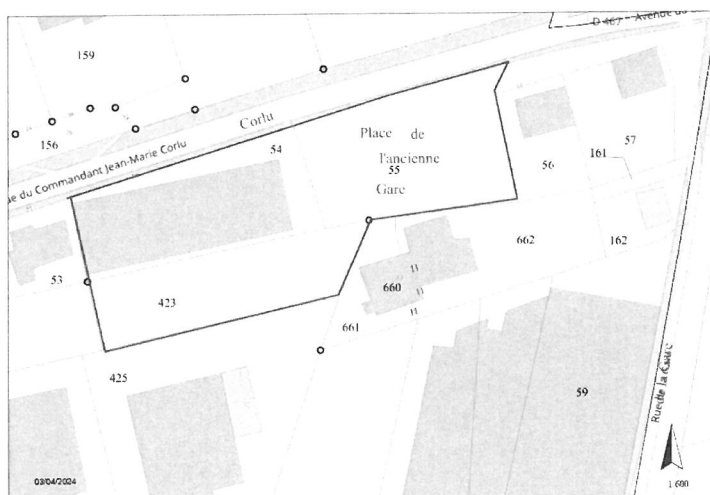 D 467 - Avenue du
159
Corlu
156
rue du Commandant Jean-Marie Corlu
54
Place de
l'ancienne
55
Gare
56
161
57
53
423
660
662
162
661
425
59
Rue de la Gare
03/04/2024
1:600